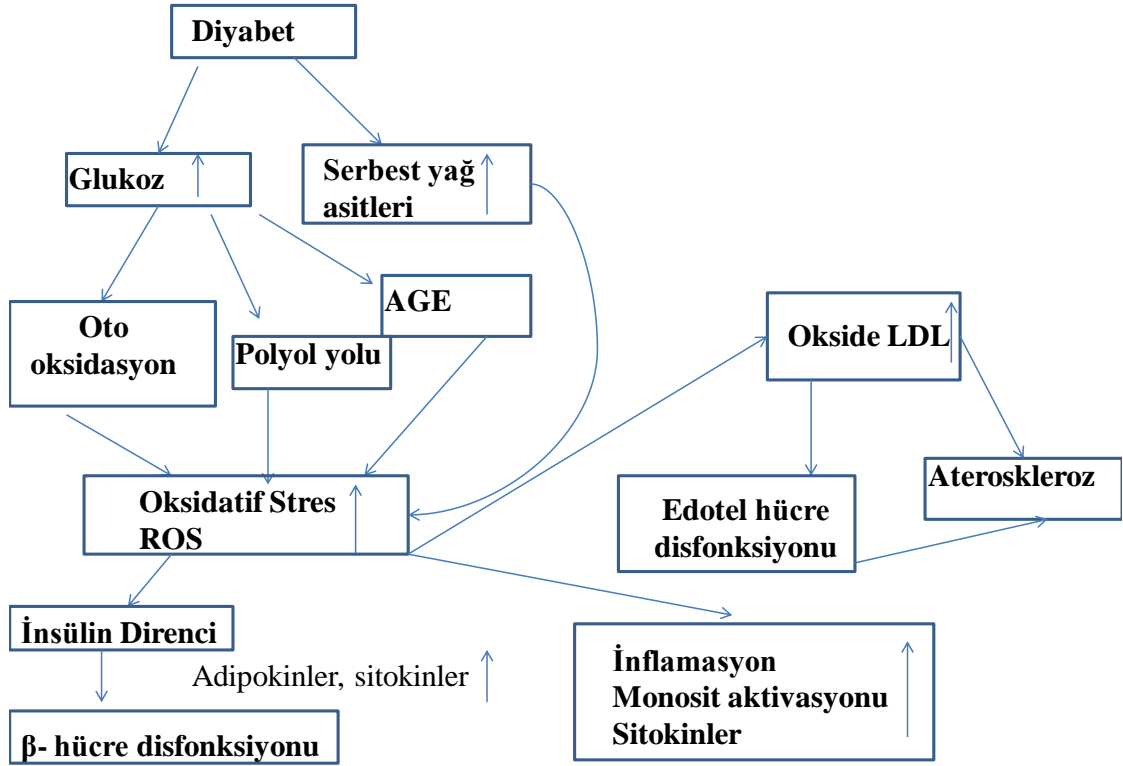 Diyabet
Glukoz
Serbest yağ
asitleri
AGE
Oto
oksidasyon
Polyol yolu
Okside LDL
Ateroskleroz
Oksidatif Stres
ROS
Edotel hücre
disfonksiyonu
İnsülin Direnci
Adipokinler, sitokinler
İnflamasyon
Monosit aktivasyonu
Sitokinler
β- hücre disfonksiyonu